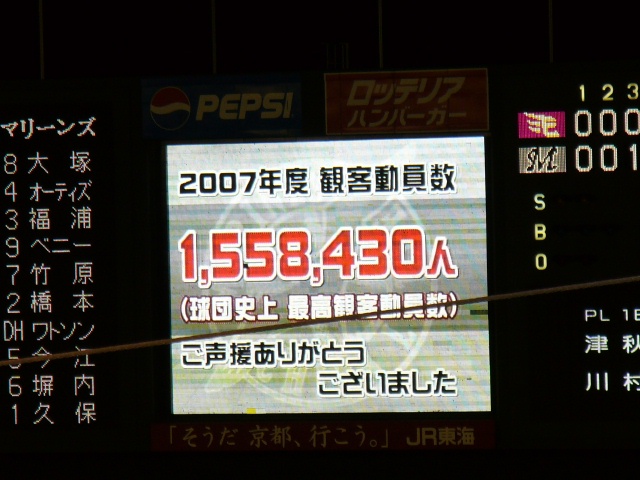 マリーンズ
8 大塚
4 オーティズ
3 福浦
9 ベニー
7 竹原
2 橋本
DH ワトソン
5 今江
6 堀内
1 久保
PEPSI
ロッテリア
ハンバーガー
2007年度 観客動員数
1,558,430人
(球団史上 最高観客動員数)
ご声援ありがとう
ございました
「そうだ 京都、行こう。」 JR東海
1 2 3
000
M 001
S
B
O
PL 1B
津 秋
川 村